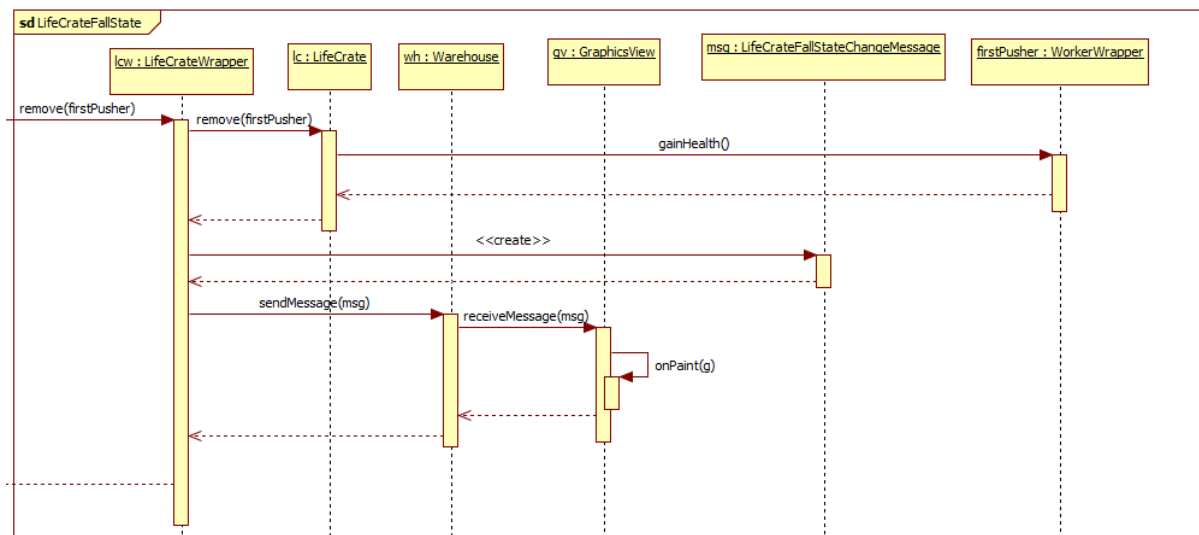 sd LifeCrateFallState
lcw : LifeCrateWrapper
lc : LifeCrate
wh : Warehouse
gv : GraphicsView
msg : LifeCrateFallStateChangeMessage
firstPusher : WorkerWrapper
remove(firstPusher)
remove(firstPusher)
gainHealth()
<<create>>
sendMessage(msg)
receiveMessage(msg)
onPaint(g)